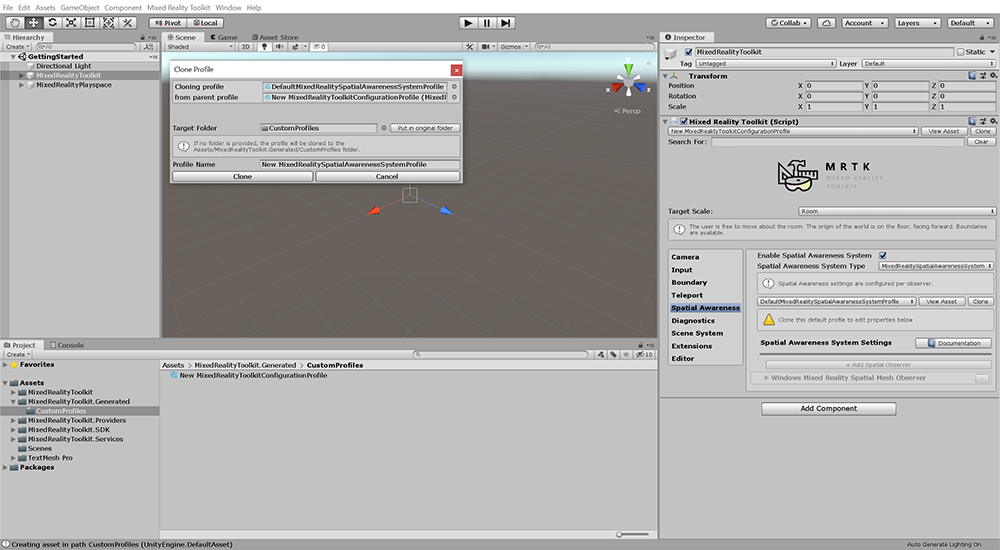 File Edit Assets GameObject Component Mixed Reality Toolkit Window Help
Pivot Local Collab Account Layers Default
Hierarchy
Create All
GettingStarted
Directional Light
MixedRealityToolkit
MixedRealityPlayspace
Scene Game Asset Store
Shaded 2D 0 Gizmos All
Persp
x z
Clone Profile
Cloning profile DefaultMixedRealitySpatialAwarenessSystemProfile
from parent profile New MixedRealityToolkitConfigurationProfile (MixedI
Target Folder CustomProfiles Put in original folder
If no folder is provided, the profile will be cloned to the
Assets/MixedRealityToolkit.Generated/CustomProfiles folder.
Profile Name New MixedRealitySpatialAwarenessSystemProfile
Clone Cancel
Inspector
MixedRealityToolkit Static
Tag Untagged Layer Default
Transform
Position X 0 Y 0 Z 0
Rotation X 0 Y 0 Z 0
Scale X 1 Y 1 Z 1
Mixed Reality Toolkit (Script)
New MixedRealityToolkitConfigurationProfile View Asset Clone
Search For: Clear
MRTK
MIXED REALITY
TOOLKIT
Target Scale: Room
The user is free to move about the room. The origin of the world is on the floor, facing forward. Boundaries
are available.
Camera
Input
Boundary
Teleport
Spatial Awareness
Diagnostics
Scene System
Extensions
Editor
Enable Spatial Awareness System
Spatial Awareness System Type MixedRealitySpatialAwarenessSystem
Spatial Awareness settings are configured per observer.
DefaultMixedRealitySpatialAwarenessSystemProfile View Asset Clone
Clone this default profile to edit properties below
Spatial Awareness System Settings Documentation
+ Add Spatial Observer
Windows Mixed Reality Spatial Mesh Observer -
Add Component
Project Console
Create 10
Favorites
Assets
MixedRealityToolkit
MixedRealityToolkit.Generated
CustomProfiles
MixedRealityToolkit.Providers
MixedRealityToolkit.SDK
MixedRealityToolkit.Services
Scenes
TextMesh Pro
Packages
Assets MixedRealityToolkit.Generated CustomProfiles
New MixedRealityToolkitConfigurationProfile
Creating asset in path CustomProfiles (UnityEngine.DefaultAsset)
Auto Generate Lighting On